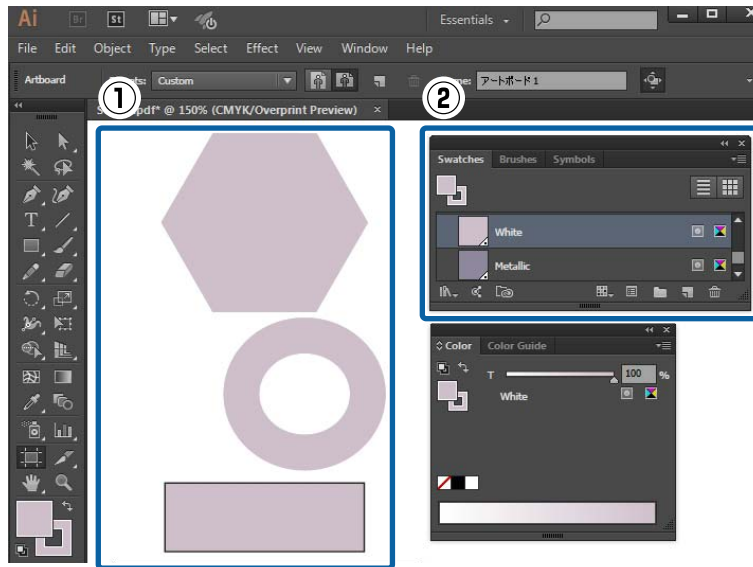 Ai Br St Essentials
File Edit Object Type Select Effect View Window Help
Artboard Custom アートボード1
① ②
pdf* @ 150% (CMYK/Overprint Preview) ×
Swatches Brushes Symbols
White
Metallic
Color Color Guide
T 100 %
White
T